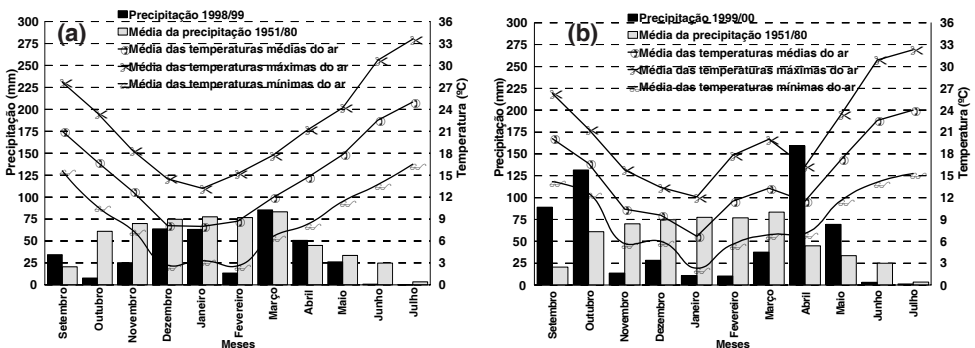 (a)
Precipitação 1998/99
Média da precipitação 1951/80
Média das temperaturas médias do ar
Média das temperaturas máximas do ar
Média das temperaturas mínimas do ar
Precipitação (mm)
300
275
250
225
200
175
150
125
100
75
50
25
0
Temperatura (ºC)
36
33
30
27
24
21
18
15
12
9
6
3
0
Setembro
Outubro
Novembro
Dezembro
Janeiro
Fevereiro
Março
Abril
Maio
Junho
Julho
Meses
(b)
Precipitação 1999/00
Média da precipitação 1951/80
Média das temperaturas médias do ar
Média das temperaturas máximas do ar
Média das temperaturas mínimas do ar
Precipitação (mm)
300
275
250
225
200
175
150
125
100
75
50
25
0
Temperatura (ºC)
36
33
30
27
24
21
18
15
12
9
6
3
0
Setembro
Outubro
Novembro
Dezembro
Janeiro
Fevereiro
Março
Abril
Maio
Junho
Julho
Meses